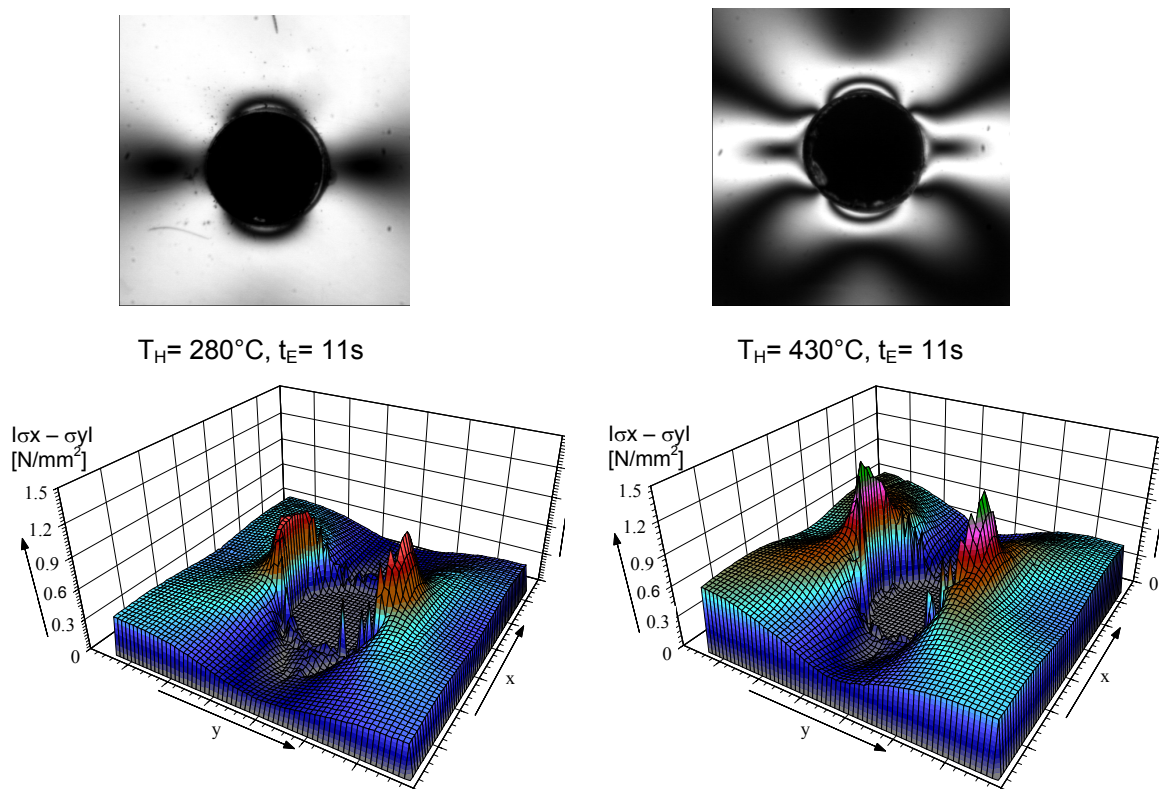 T_H= 280°C, t_E= 11s
T_H= 430°C, t_E= 11s
Iσx – σyI
[N/mm²]
1.5
1.2
0.9
0.6
0.3
0
y
x
Iσx – σyI
[N/mm²]
1.5
1.2
0.9
0.6
0.3
0
y
x
0